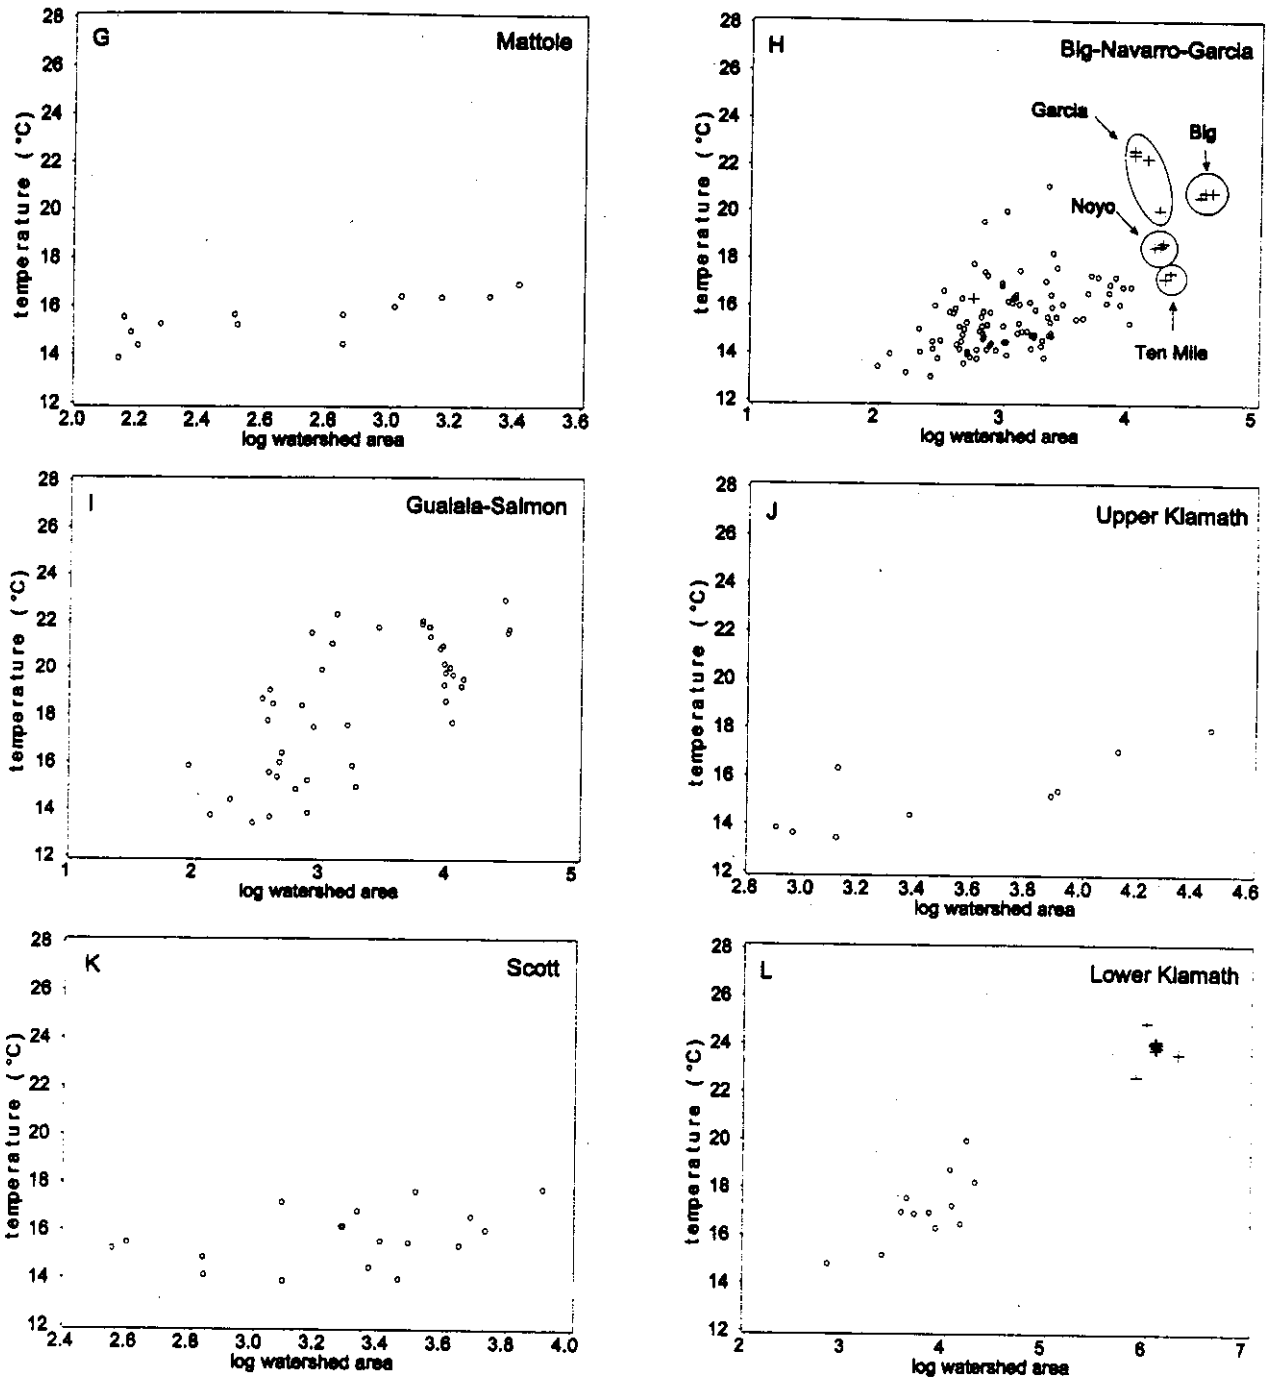 G
Mattole
28
26
24
22
20
18
16
14
12
temperature (°C)
2.0 2.2 2.4 2.6 2.8 3.0 3.2 3.4 3.6
log watershed area
H
Big-Navarro-Garcia
28
26
24
22
20
18
16
14
12
temperature (°C)
Garcia
Big
Noyo
Ten Mile
1 2 3 4 5
log watershed area
I
Gualala-Salmon
28
26
24
22
20
18
16
14
12
temperature (°C)
1 2 3 4 5
log watershed area
J
Upper Klamath
28
26
24
22
20
18
16
14
12
temperature (°C)
2.8 3.0 3.2 3.4 3.6 3.8 4.0 4.2 4.4 4.6
log watershed area
K
Scott
28
26
24
22
20
18
16
14
12
temperature (°C)
2.4 2.6 2.8 3.0 3.2 3.4 3.6 3.8 4.0
log watershed area
L
Lower Klamath
28
26
24
22
20
18
16
14
12
temperature (°C)
2 3 4 5 6 7
log watershed area